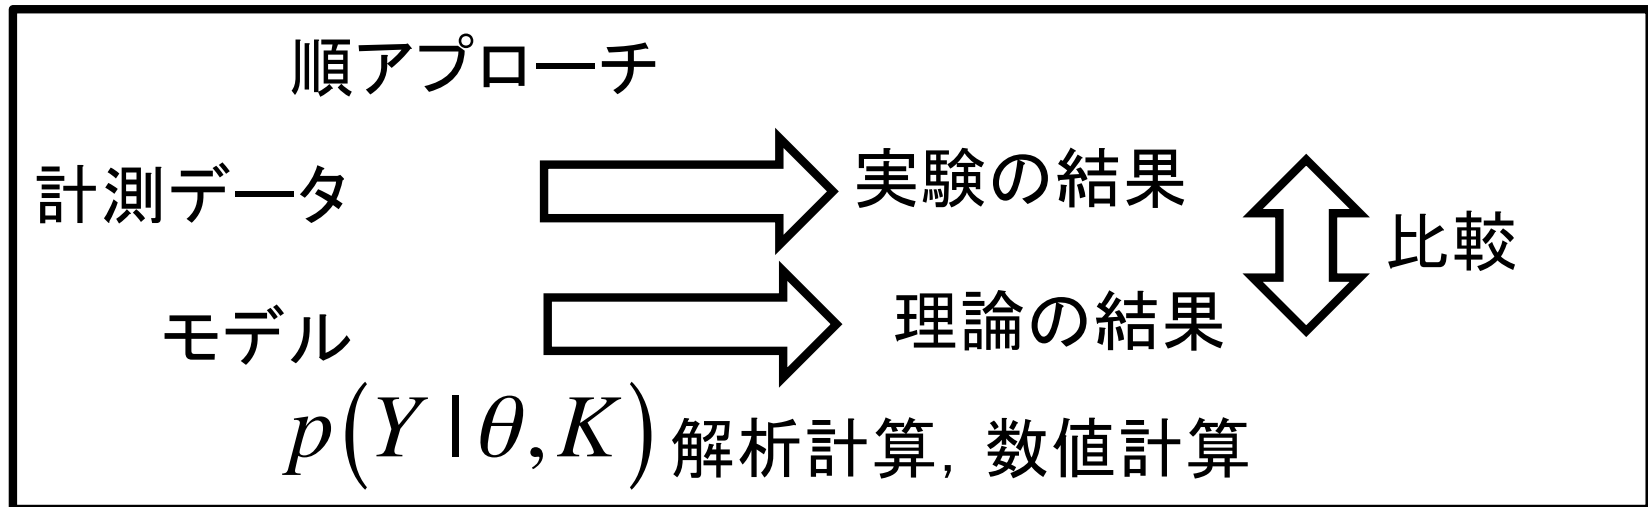 順アプローチ
計測データ 実験の結果
比較
モデル 理論の結果
p(Y | θ, K) 解析計算，数値計算